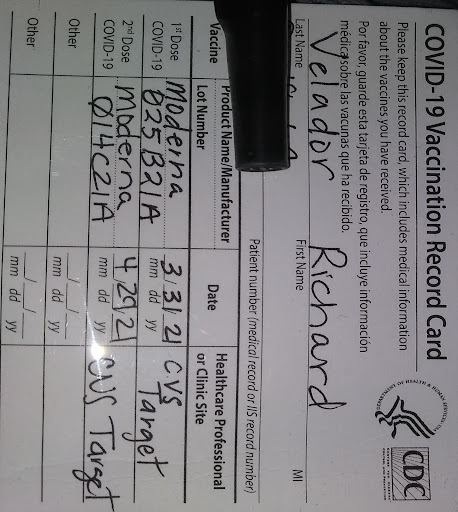 COVID-19 Vaccination Record Card
CDC
Please keep this record card, which includes medical information
about the vaccines you have received.
Por favor, guarde esta tarjeta de registro, que incluye información
médica sobre las vacunas que ha recibido.
Velador Richard
Last Name First Name MI
Patient number (medical record or IIS record number)
Vaccine Product Name/Manufacturer Date Healthcare Professional
Lot Number or Clinic Site
1st Dose Moderna 3/31/21 CVS
COVID-19 025B21A mm dd yy Target
2nd Dose Moderna 4/29/21 CVS Target
COVID-19 014C21A mm dd yy
Other / /
mm dd yy
Other / /
mm dd yy